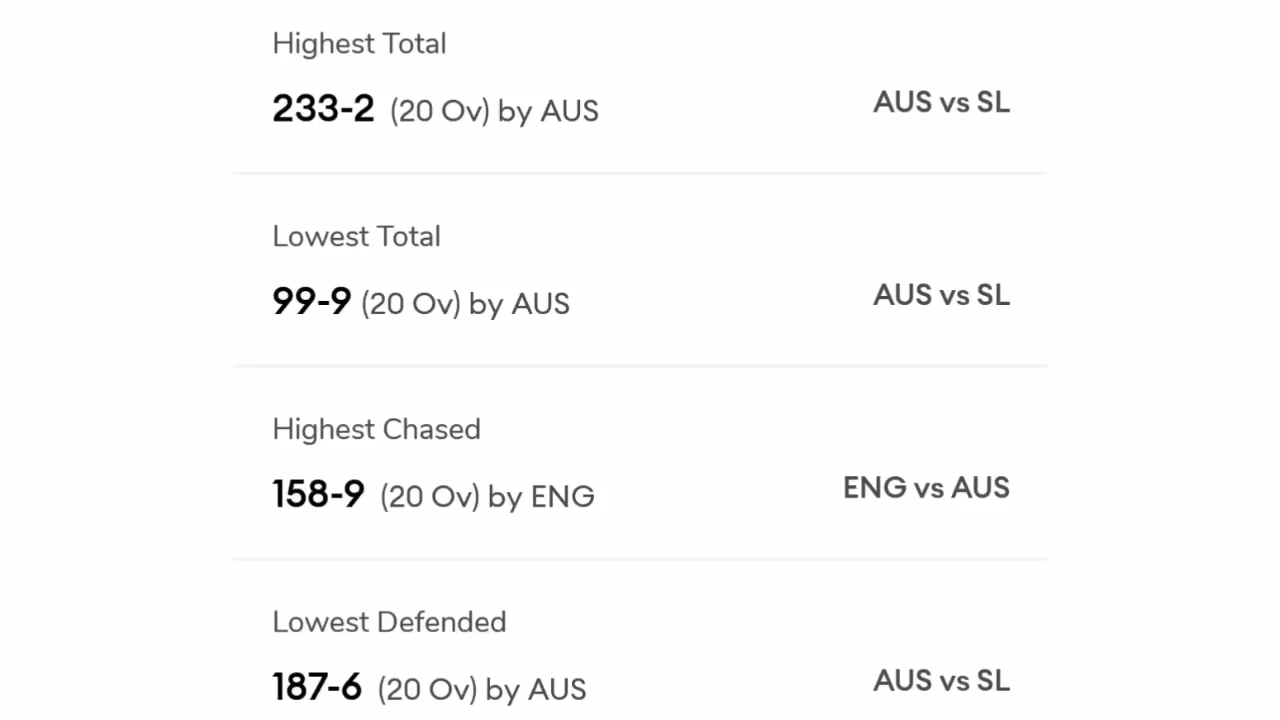 Highest Total
233-2 (20 Ov) by AUS AUS vs SL
Lowest Total
99-9 (20 Ov) by AUS AUS vs SL
Highest Chased
158-9 (20 Ov) by ENG ENG vs AUS
Lowest Defended
187-6 (20 Ov) by AUS AUS vs SL